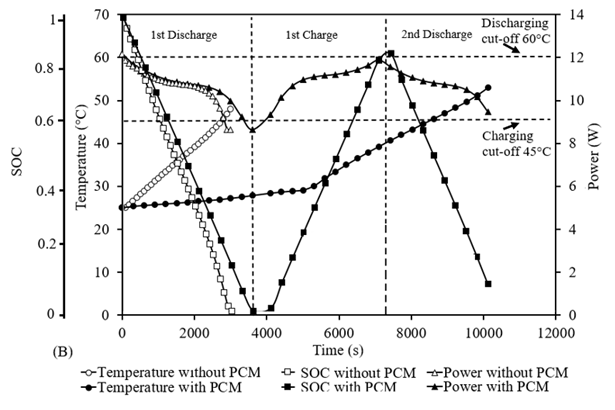 1
0.8
0.6
0.4
0.2
0
SOC
70
60
50
40
30
20
10
0
Temperature (°C)
1st Discharge
1st Charge
2nd Discharge
14
12
10
8
6
4
2
0
Power (W)
Discharging
cut-off 60°C
Charging
cut-off 45°C
0 2000 4000 6000 8000 10000 12000
(B) Time (s)
Temperature without PCM SOC without PCM Power without PCM
Temperature with PCM SOC with PCM Power with PCM